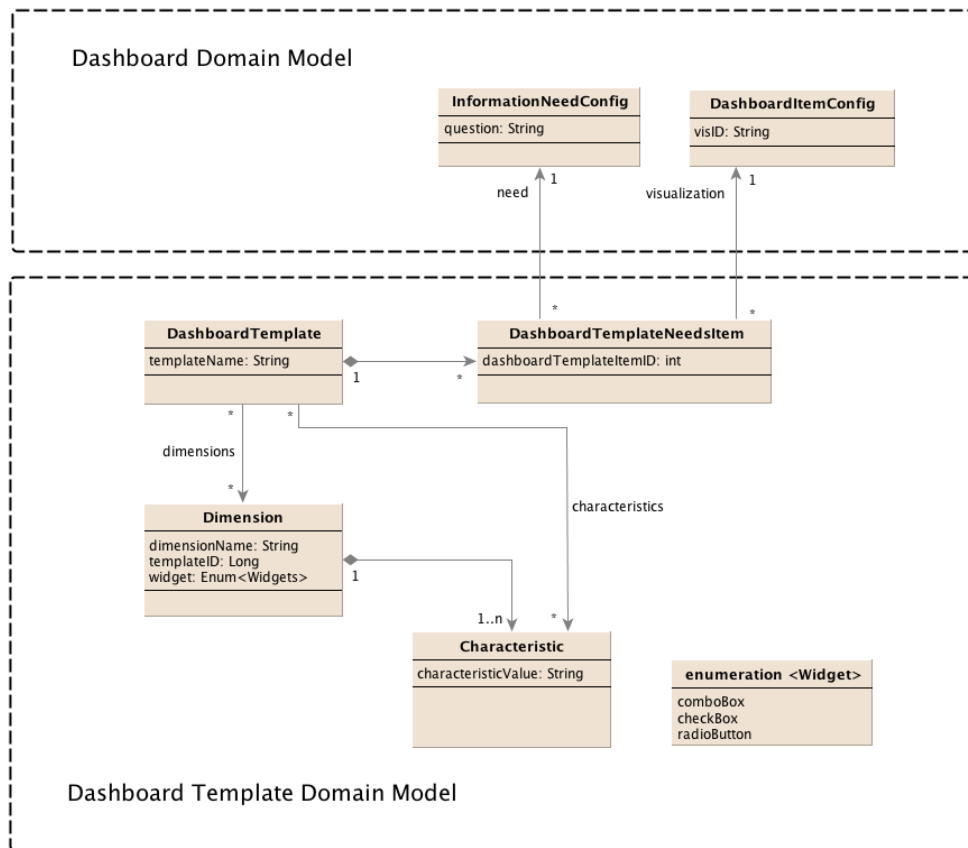 Dashboard Domain Model
InformationNeedConfig
question: String
DashboardItemConfig
visID: String
1
need
1
visualization
*
*
DashboardTemplate
templateName: String
DashboardTemplateNeedsItem
dashboardTemplateItemID: int
1
*
*
*
dimensions
*
characteristics
Dimension
dimensionName: String
templateID: Long
widget: Enum<Widgets>
1
1..n
*
Characteristic
characteristicValue: String
enumeration <Widget>
comboBox
checkBox
radioButton
Dashboard Template Domain Model